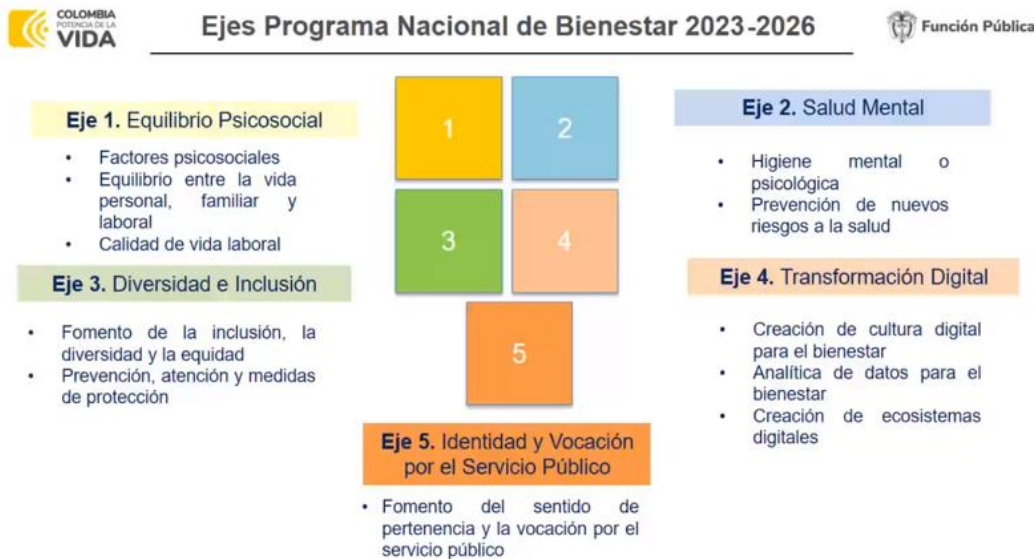 COLOMBIA
POTENCIA DE LA
VIDA
Ejes Programa Nacional de Bienestar 2023-2026
Función Pública
Eje 1. Equilibrio Psicosocial
• Factores psicosociales
• Equilibrio entre la vida
personal, familiar y
laboral
• Calidad de vida laboral
1
2
3
4
5
Eje 2. Salud Mental
• Higiene mental o
psicológica
• Prevención de nuevos
riesgos a la salud
Eje 3. Diversidad e Inclusión
• Fomento de la inclusión, la
diversidad y la equidad
• Prevención, atención y medidas
de protección
Eje 4. Transformación Digital
• Creación de cultura digital
para el bienestar
• Analítica de datos para el
bienestar
• Creación de ecosistemas
digitales
Eje 5. Identidad y Vocación
por el Servicio Público
• Fomento del sentido de
pertenencia y la vocación por el
servicio público